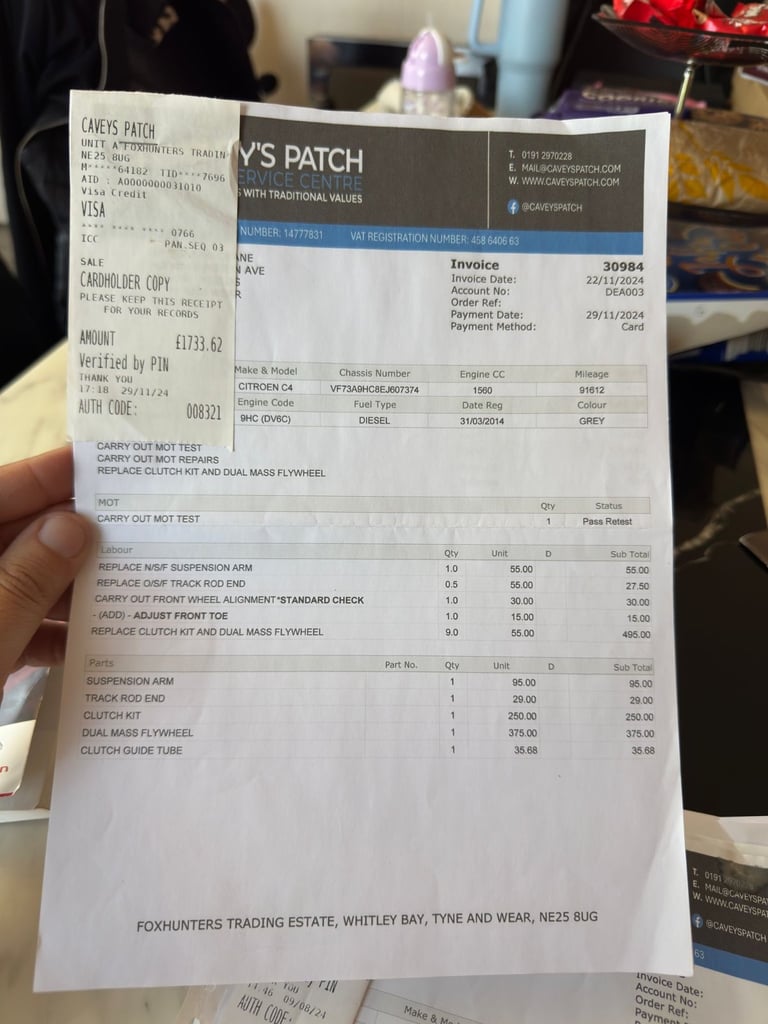 CAVEYS PATCH
UNIT A FOXHUNTERS TRADIN
NE25 8UG
M*****64182 TID****7696
AID : A0000000031010
Visa Credit
VISA
**** **** **** 0766
ICC PAN.SEQ 03
SALE
CARDHOLDER COPY
PLEASE KEEP THIS RECEIPT
FOR YOUR RECORDS
AMOUNT £1733.62
Verified by PIN
THANK YOU
17:18 29/11/24
AUTH CODE: 008321
Y'S PATCH
ERVICE CENTRE
S WITH TRADITIONAL VALUES
T. 0191 2970228
E. MAIL@CAVEYSPATCH.COM
W. WWW.CAVEYSPATCH.COM
@CAVEYSPATCH
NUMBER: 14777831 VAT REGISTRATION NUMBER: 458 6406 63
ANE
N AVE
S
R
Invoice 30984
Invoice Date: 22/11/2024
Account No: DEA003
Order Ref:
Payment Date: 29/11/2024
Payment Method: Card
Make & Model Chassis Number Engine CC Mileage
CITROEN C4 VF73A9HC8EJ607374 1560 91612
Engine Code Fuel Type Date Reg Colour
9HC (DV6C) DIESEL 31/03/2014 GREY
CARRY OUT MOT TEST
CARRY OUT MOT REPAIRS
REPLACE CLUTCH KIT AND DUAL MASS FLYWHEEL
MOT Qty Status
CARRY OUT MOT TEST 1 Pass Retest
Labour Qty Unit D Sub Total
REPLACE N/S/F SUSPENSION ARM 1.0 55.00 55.00
REPLACE O/S/F TRACK ROD END 0.5 55.00 27.50
CARRY OUT FRONT WHEEL ALIGNMENT*STANDARD CHECK 1.0 30.00 30.00
- (ADD) - ADJUST FRONT TOE 1.0 15.00 15.00
REPLACE CLUTCH KIT AND DUAL MASS FLYWHEEL 9.0 55.00 495.00
Parts Part No. Qty Unit D Sub Total
SUSPENSION ARM 1 95.00 95.00
TRACK ROD END 1 29.00 29.00
CLUTCH KIT 1 250.00 250.00
DUAL MASS FLYWHEEL 1 375.00 375.00
CLUTCH GUIDE TUBE 1 35.68 35.68
FOXHUNTERS TRADING ESTATE, WHITLEY BAY, TYNE AND WEAR, NE25 8UG
T. 0191
E. MAIL@CAVEYSPAT
W. WWW.CAVEYSPA
@CAVEYSPATCH
63
Invoice Date:
Account No:
Order Ref:
Payment Da
YOU PIN
14:46 09/08/24
AUTH CODE:
Make & Mo